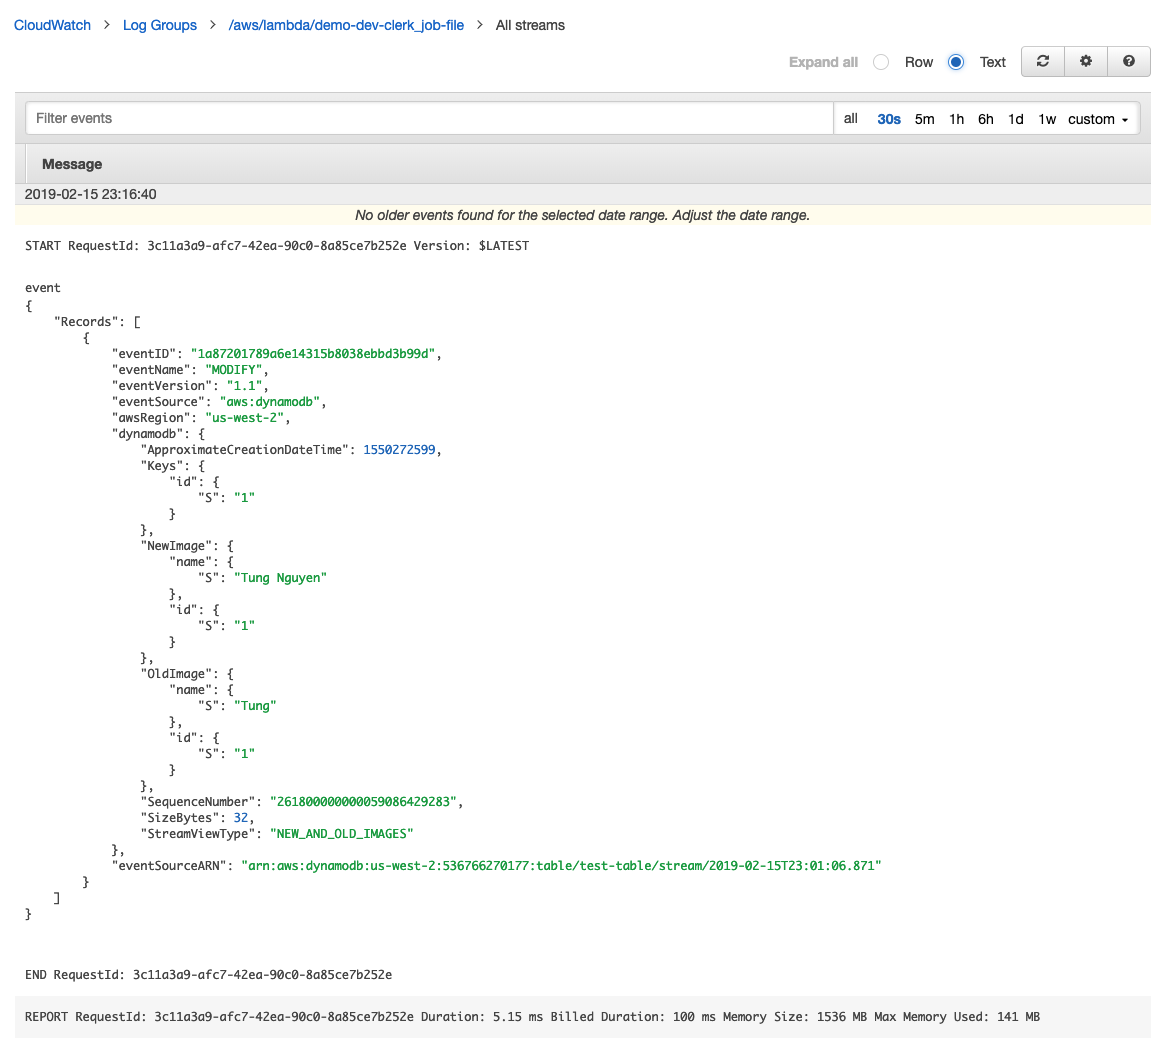 CloudWatch > Log Groups > /aws/lambda/demo-dev-clerk_job-file > All streams
Expand all Row Text
Filter events all 30s 5m 1h 6h 1d 1w custom
Message
2019-02-15 23:16:40
No older events found for the selected date range. Adjust the date range.
START RequestId: 3c11a3a9-afc7-42ea-90c0-8a85ce7b252e Version: $LATEST
event
{
    "Records": [
        {
            "eventID": "1a87201789a6e14315b8038ebbd3b99d",
            "eventName": "MODIFY",
            "eventVersion": "1.1",
            "eventSource": "aws:dynamodb",
            "awsRegion": "us-west-2",
            "dynamodb": {
                "ApproximateCreationDateTime": 1550272599,
                "Keys": {
                    "id": {
                        "S": "1"
                    }
                },
                "NewImage": {
                    "name": {
                        "S": "Tung Nguyen"
                    },
                    "id": {
                        "S": "1"
                    }
                },
                "OldImage": {
                    "name": {
                        "S": "Tung"
                    },
                    "id": {
                        "S": "1"
                    }
                },
                "SequenceNumber": "261800000000059086429283",
                "SizeBytes": 32,
                "StreamViewType": "NEW_AND_OLD_IMAGES"
            },
            "eventSourceARN": "arn:aws:dynamodb:us-west-2:536766270177:table/test-table/stream/2019-02-15T23:01:06.871"
        }
    ]
}
END RequestId: 3c11a3a9-afc7-42ea-90c0-8a85ce7b252e
REPORT RequestId: 3c11a3a9-afc7-42ea-90c0-8a85ce7b252e Duration: 5.15 ms Billed Duration: 100 ms Memory Size: 1536 MB Max Memory Used: 141 MB